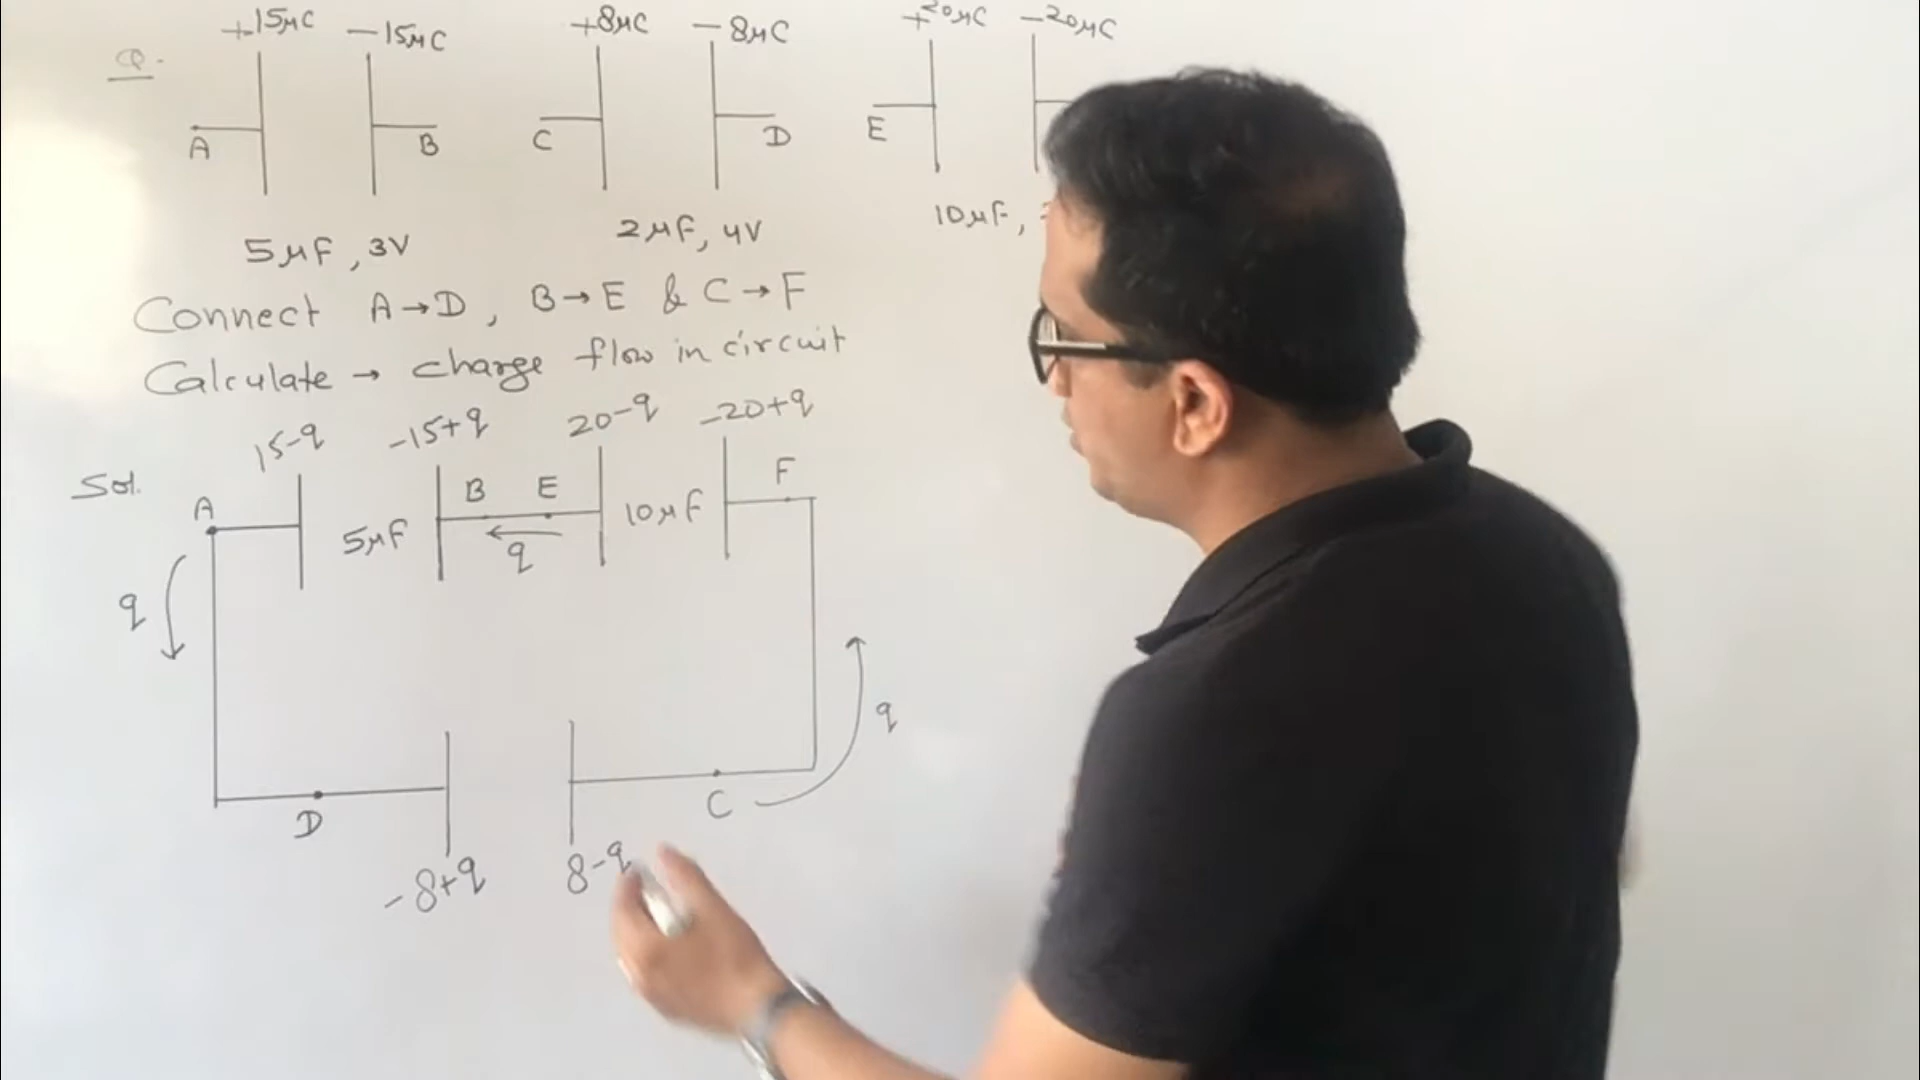 Q.
+15μC -15μC +8μC -8μC +20μC -20μC
A B C D E
5μF, 3V 2μF, 4V 10μF,
Connect A→D, B→E & C→F
Calculate → charge flow in circuit
Sol.
15-q -15+q 20-q -20+q
A B E F
5μF 10μF
q q q
D C
-8+q 8-q